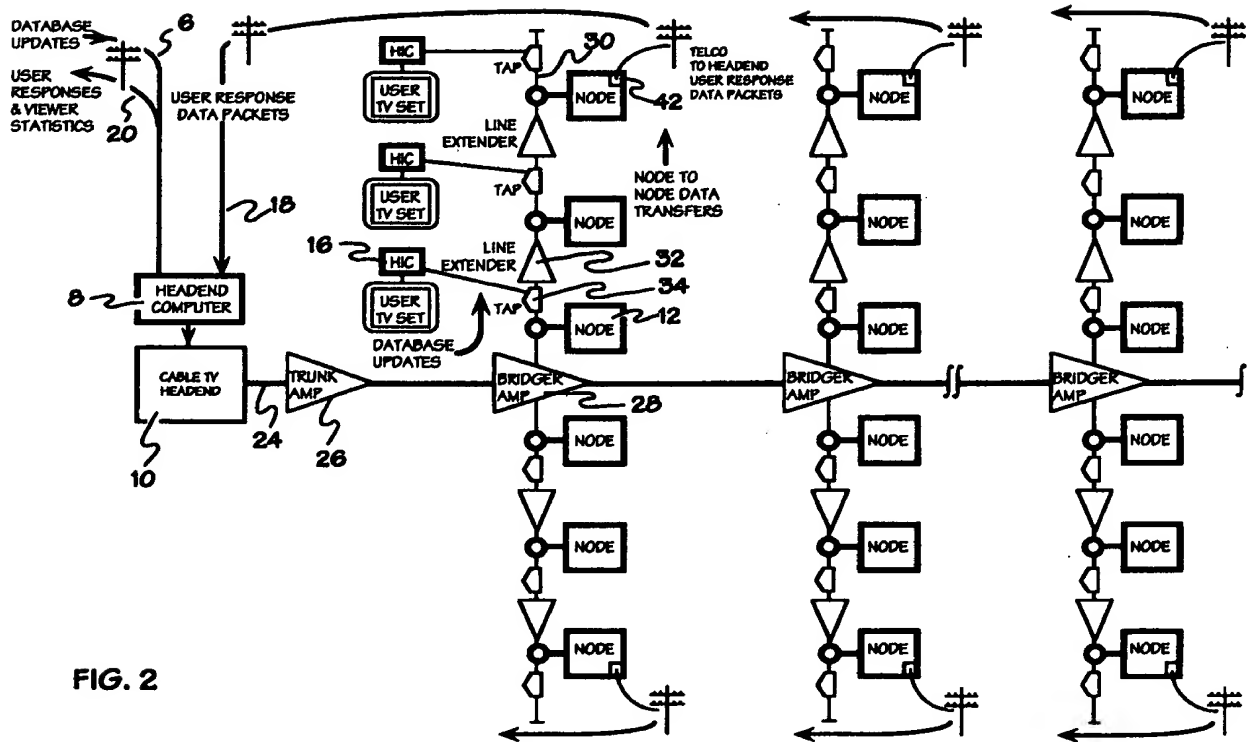 DATABASE
UPDATES
6
USER
RESPONSES
& VIEWER
STATISTICS
20
USER RESPONSE
DATA PACKETS
18
8
HEADEND
COMPUTER
CABLE TV
HEADEND
10
24
TRUNK
AMP
26
HIC
USER
TV SET
TAP
30
NODE
42
TELCO
TO HEADEND
USER RESPONSE
DATA PACKETS
LINE
EXTENDER
HIC
USER
TV SET
TAP
NODE TO
NODE DATA
TRANSFERS
NODE
16
HIC
USER
TV SET
LINE
EXTENDER
32
34
TAP
DATABASE
UPDATES
NODE
12
BRIDGER
AMP
28
NODE
NODE
NODE
NODE
NODE
NODE
BRIDGER
AMP
NODE
NODE
NODE
NODE
NODE
NODE
BRIDGER
AMP
NODE
NODE
NODE
FIG. 2